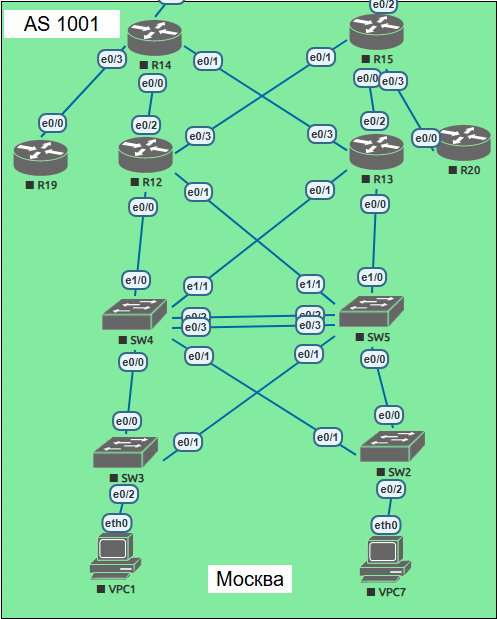 AS 1001
e0/2
R14
R15
e0/3
e0/1
e0/1
e0/0
e0/3
e0/0
e0/0
e0/2
e0/3
e0/3
e0/2
e0/0
R19
R12
R13
R20
e0/0
e0/1
e0/1
e0/0
e1/0
e1/1
e1/1
e1/0
e0/2
e0/2
e0/3
e0/3
SW4
SW5
e0/0
e0/1
e0/1
e0/0
e0/0
e0/1
e0/1
e0/0
SW3
SW2
e0/2
e0/2
eth0
eth0
VPC1
Москва
VPC7